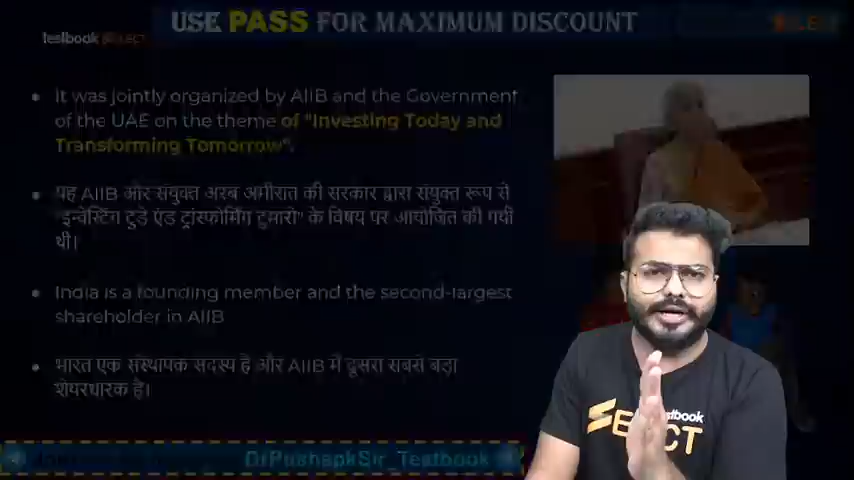 USE PASS FOR MAXIMUM DISCOUNT
testbook SELECT
It was jointly organized by AIIB and the Government
of the UAE on the theme of "Investing Today and
Transforming Tomorrow".
यह AIIB और संयुक्त अरब अमीरात की सरकार द्वारा संयुक्त रूप से
"इन्वेस्टिंग टुडे एंड ट्रांसफोर्मिंग टुमारो" के विषय पर आयोजित की गयी
थी।
India is a founding member and the second-largest
shareholder in AIIB
भारत एक संस्थापक सदस्य है और AIIB में दूसरा सबसे बड़ा
शेयरधारक है।
DrPushapkSir_Testbook